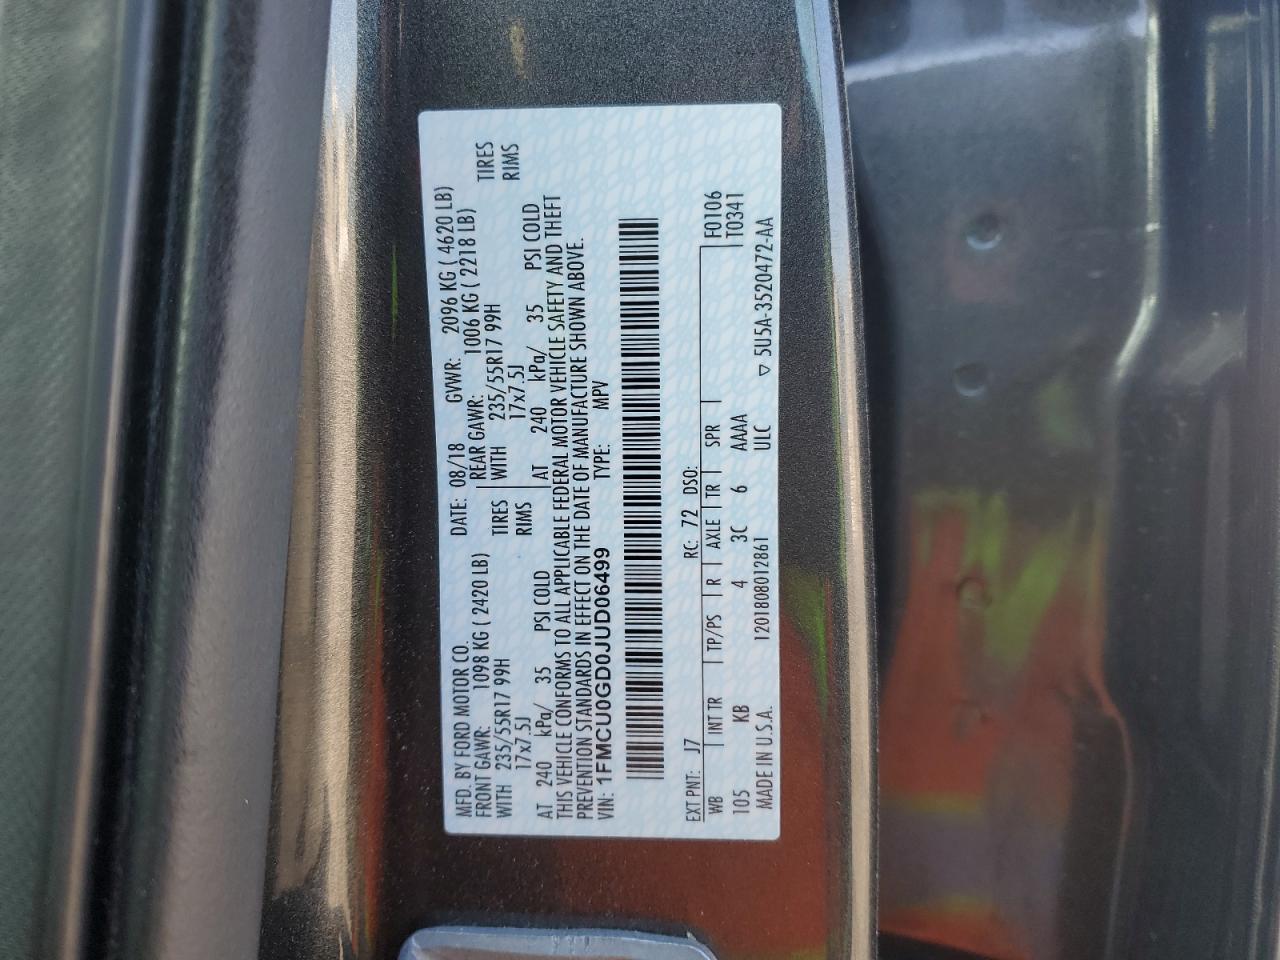 MFD. BY FORD MOTOR CO.
DATE: 08/18 GVWR: 2096 KG ( 4620 LB)
FRONT GAWR: 1098 KG ( 2420 LB) REAR GAWR: 1006 KG ( 2218 LB)
WITH 235/55R17 99H TIRES WITH 235/55R17 99H TIRES
17x7.5J RIMS 17x7.5J RIMS
AT 240 kPa/ 35 PSI COLD AT 240 kPa/ 35 PSI COLD
THIS VEHICLE CONFORMS TO ALL APPLICABLE FEDERAL MOTOR VEHICLE SAFETY AND THEFT
PREVENTION STANDARDS IN EFFECT ON THE DATE OF MANUFACTURE SHOWN ABOVE.
VIN: 1FMCU0GD0JUD06499 TYPE: MPV
EXT PNT: J7 RC: 72 DSO: F0106
WB INT TR TP/PS R AXLE TR SPR T0341
105 KB 4 3C 6 AAAA
MADE IN U.S.A. 1201808012861 ULC ▽ 5U5A-3520472-AA